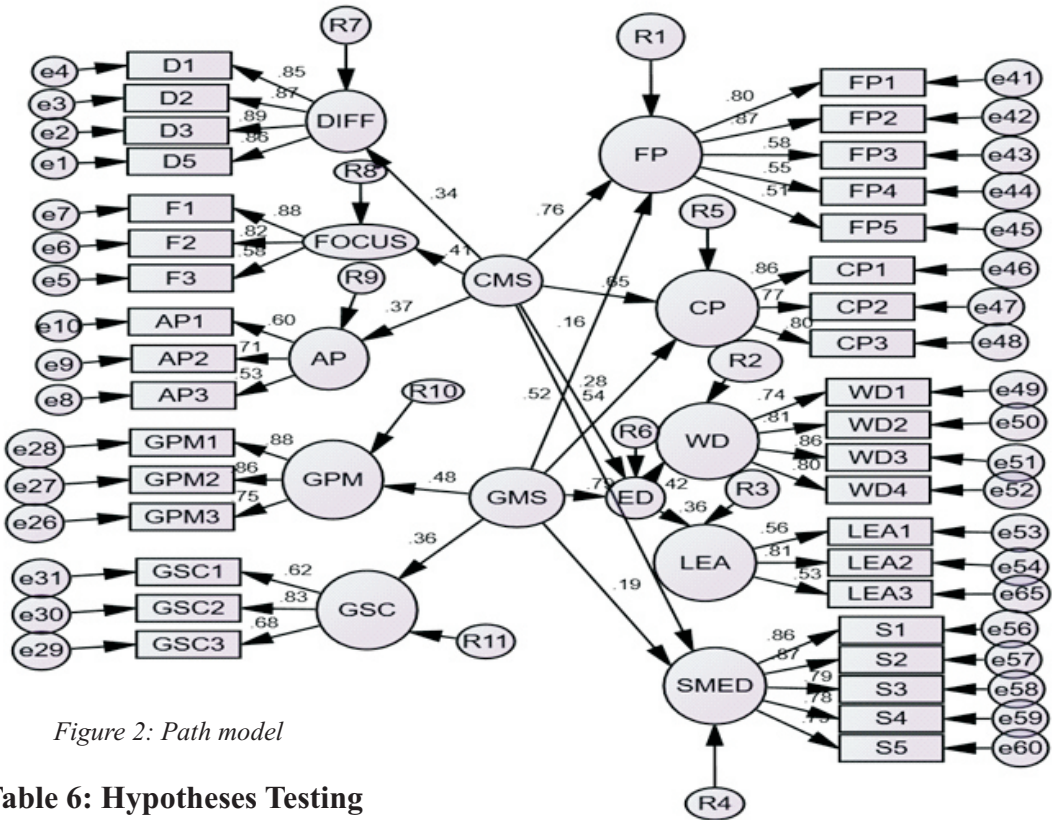 R7
R1
e4 D1 .85
e3 D2 .87
e2 D3 .89
e1 D5 .86
DIFF
R8
e7 F1 .88
e6 F2 .82
e5 F3 .58
FOCUS
R9
e10 AP1 .60
e9 AP2 .71
e8 AP3 .53
AP
R10
e28 GPM1 .88
e27 GPM2 .86
e26 GPM3 .75
GPM
e31 GSC1 .62
e30 GSC2 .83
e29 GSC3 .68
GSC
R11
.34
.41
.37
CMS
.76
.65
.16
.28
.52 .54
.48
GMS
.36
.19
FP
.80 FP1 e41
.87 FP2 e42
.58 FP3 e43
.55 FP4 e44
.51 FP5 e45
R5
CP
.86 CP1 e46
.77 CP2 e47
.80 CP3 e48
R2
WD
.74 WD1 e49
.81 WD2 e50
.86 WD3 e51
.80 WD4 e52
R6
ED
.42
R3
.36
LEA
.56 LEA1 e53
.81 LEA2 e54
.53 LEA3 e65
SMED
.86 S1 e56
.87 S2 e57
.79 S3 e58
.78 S4 e59
S5 e60
R4
Figure 2: Path model
Table 6: Hypotheses Testing